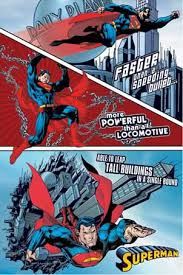 DAILY PLANET
FASTER
than a
speeding
bullet...
more
POWERFUL
than a
LOCOMOTIVE
ABLE TO LEAP
TALL BUILDINGS
IN A SINGLE BOUND
SUPERMAN